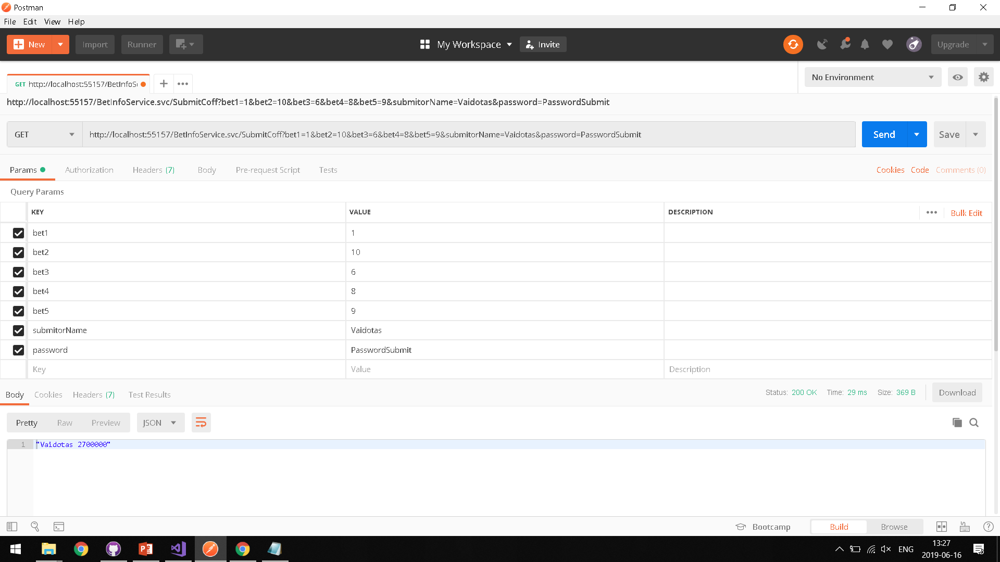 Postman
File Edit View Help
New Import Runner My Workspace Invite Upgrade
GET http://localhost:55157/BetInfoS No Environment
http://localhost:55157/BetInfoService.svc/SubmitCoff?bet1=1&bet2=10&bet3=6&bet4=8&bet5=9&submitorName=Vaidotas&password=PasswordSubmit
GET http://localhost:55157/BetInfoService.svc/SubmitCoff?bet1=1&bet2=10&bet3=6&bet4=8&bet5=9&submitorName=Vaidotas&password=PasswordSubmit Send Save
Params Authorization Headers (7) Body Pre-request Script Tests Cookies Code Comments (0)
Query Params
KEY VALUE DESCRIPTION Bulk Edit
bet1 1
bet2 10
bet3 6
bet4 8
bet5 9
submitorName Vaidotas
password PasswordSubmit
Key Value Description
Body Cookies Headers (7) Test Results Status: 200 OK Time: 29 ms Size: 369 B Download
Pretty Raw Preview JSON
1 "Vaidotas 2700000"
Bootcamp Build Browse
ENG 13:27
2019-06-16